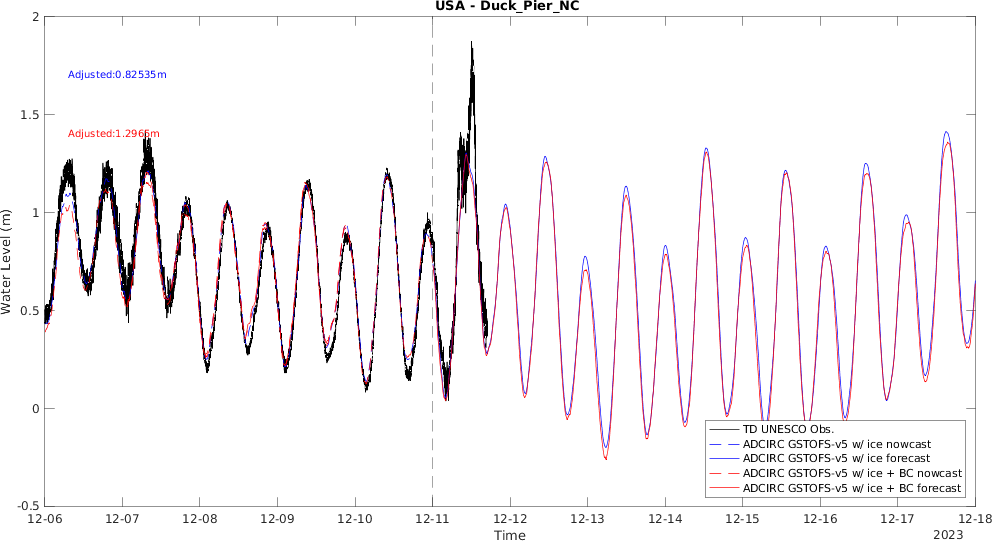 USA - Duck_Pier_NC
2
Adjusted:0.82535m
1.5
Adjusted:1.2965m
1
Water Level (m)
0.5
0
TD UNESCO Obs.
ADCIRC GSTOFS-v5 w/ ice nowcast
ADCIRC GSTOFS-v5 w/ ice forecast
ADCIRC GSTOFS-v5 w/ ice + BC nowcast
ADCIRC GSTOFS-v5 w/ ice + BC forecast
-0.5
12-06 12-07 12-08 12-09 12-10 12-11 12-12 12-13 12-14 12-15 12-16 12-17 12-18
Time
2023